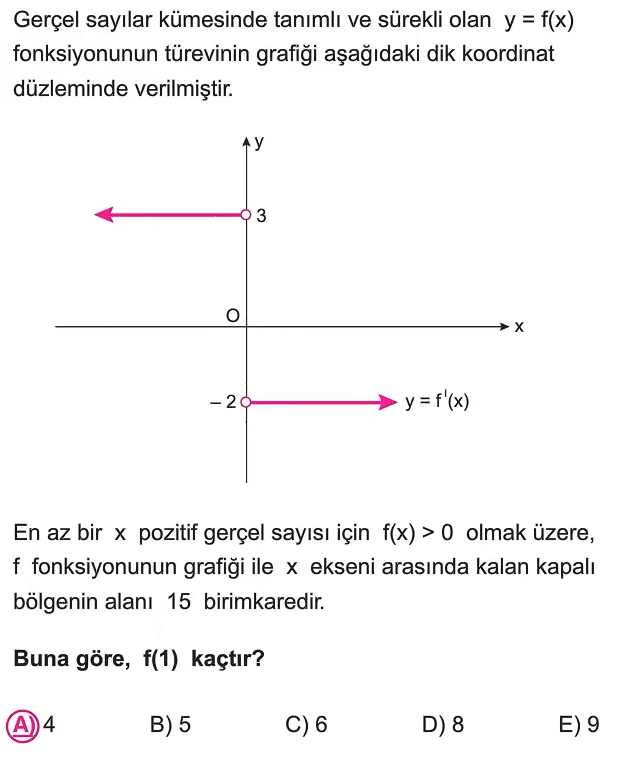 Gerçel sayılar kümesinde tanımlı ve sürekli olan y = f(x)
fonksiyonunun türevinin grafiği aşağıdaki dik koordinat
düzleminde verilmiştir.
y
3
O
x
– 2
y = f'(x)
En az bir x pozitif gerçel sayısı için f(x) > 0 olmak üzere,
f fonksiyonunun grafiği ile x ekseni arasında kalan kapalı
bölgenin alanı 15 birimkaredir.
Buna göre, f(1) kaçtır?
A) 4 B) 5 C) 6 D) 8 E) 9